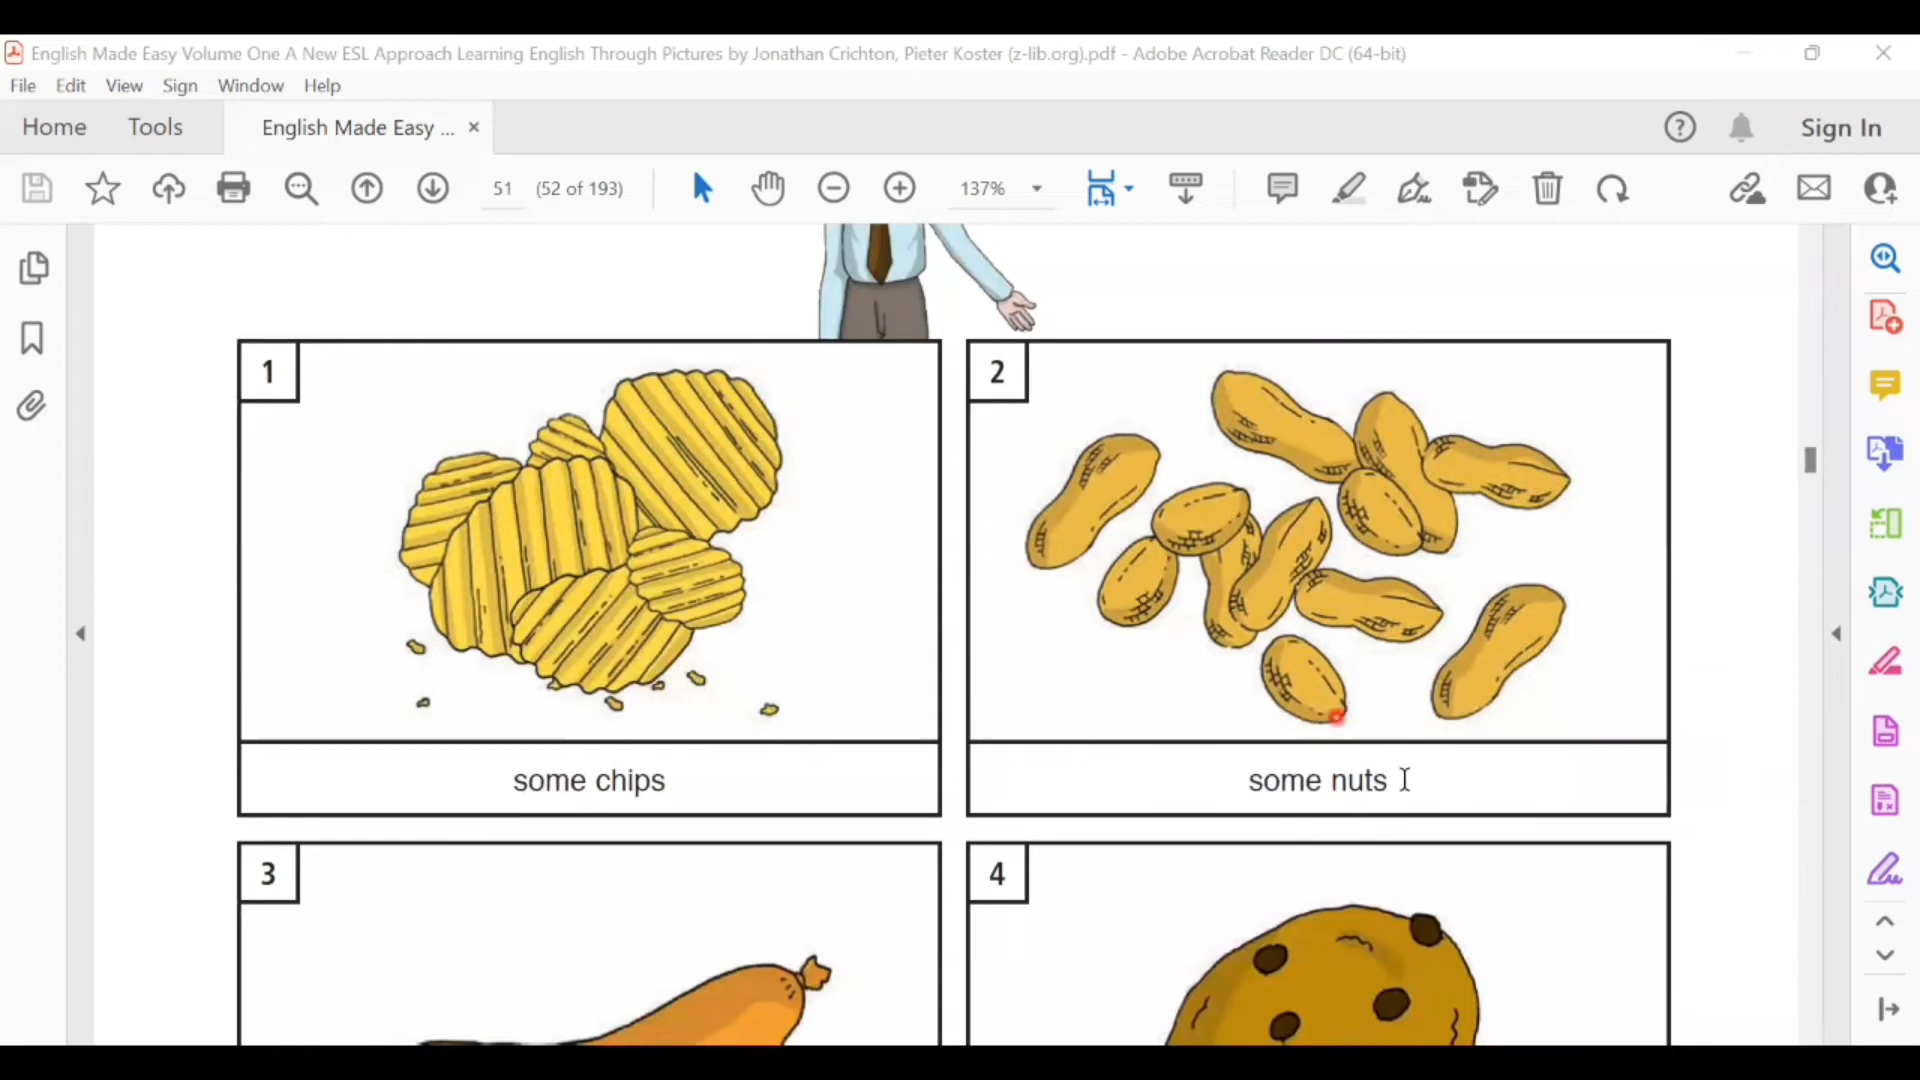 English Made Easy Volume One A New ESL Approach Learning English Through Pictures by Jonathan Crichton, Pieter Koster (z-lib.org).pdf - Adobe Acrobat Reader DC (64-bit)
File Edit View Sign Window Help
Home Tools English Made Easy ... Sign In
51 (52 of 193) 137%
1
2
some chips
some nuts
3
4